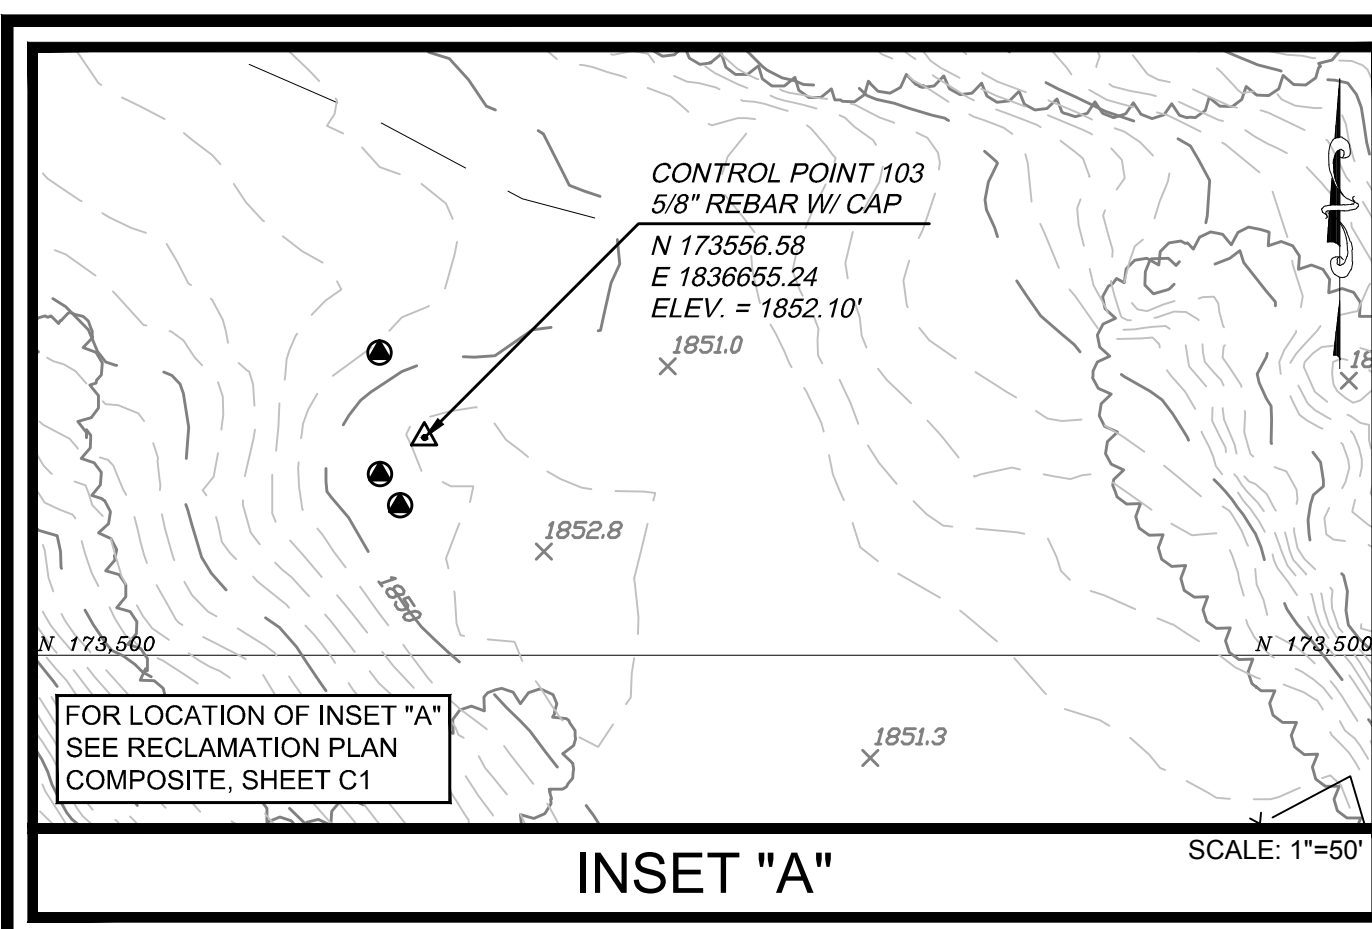 CONTROL POINT 103
5/8" REBAR W/ CAP
N 173556.58
E 1836655.24
ELEV. = 1852.10'
1851.0
18
1852.8
1850
N 173,500
N 173,500
FOR LOCATION OF INSET "A"
SEE RECLAMATION PLAN
COMPOSITE, SHEET C1
1851.3
INSET "A"
SCALE: 1"=50'